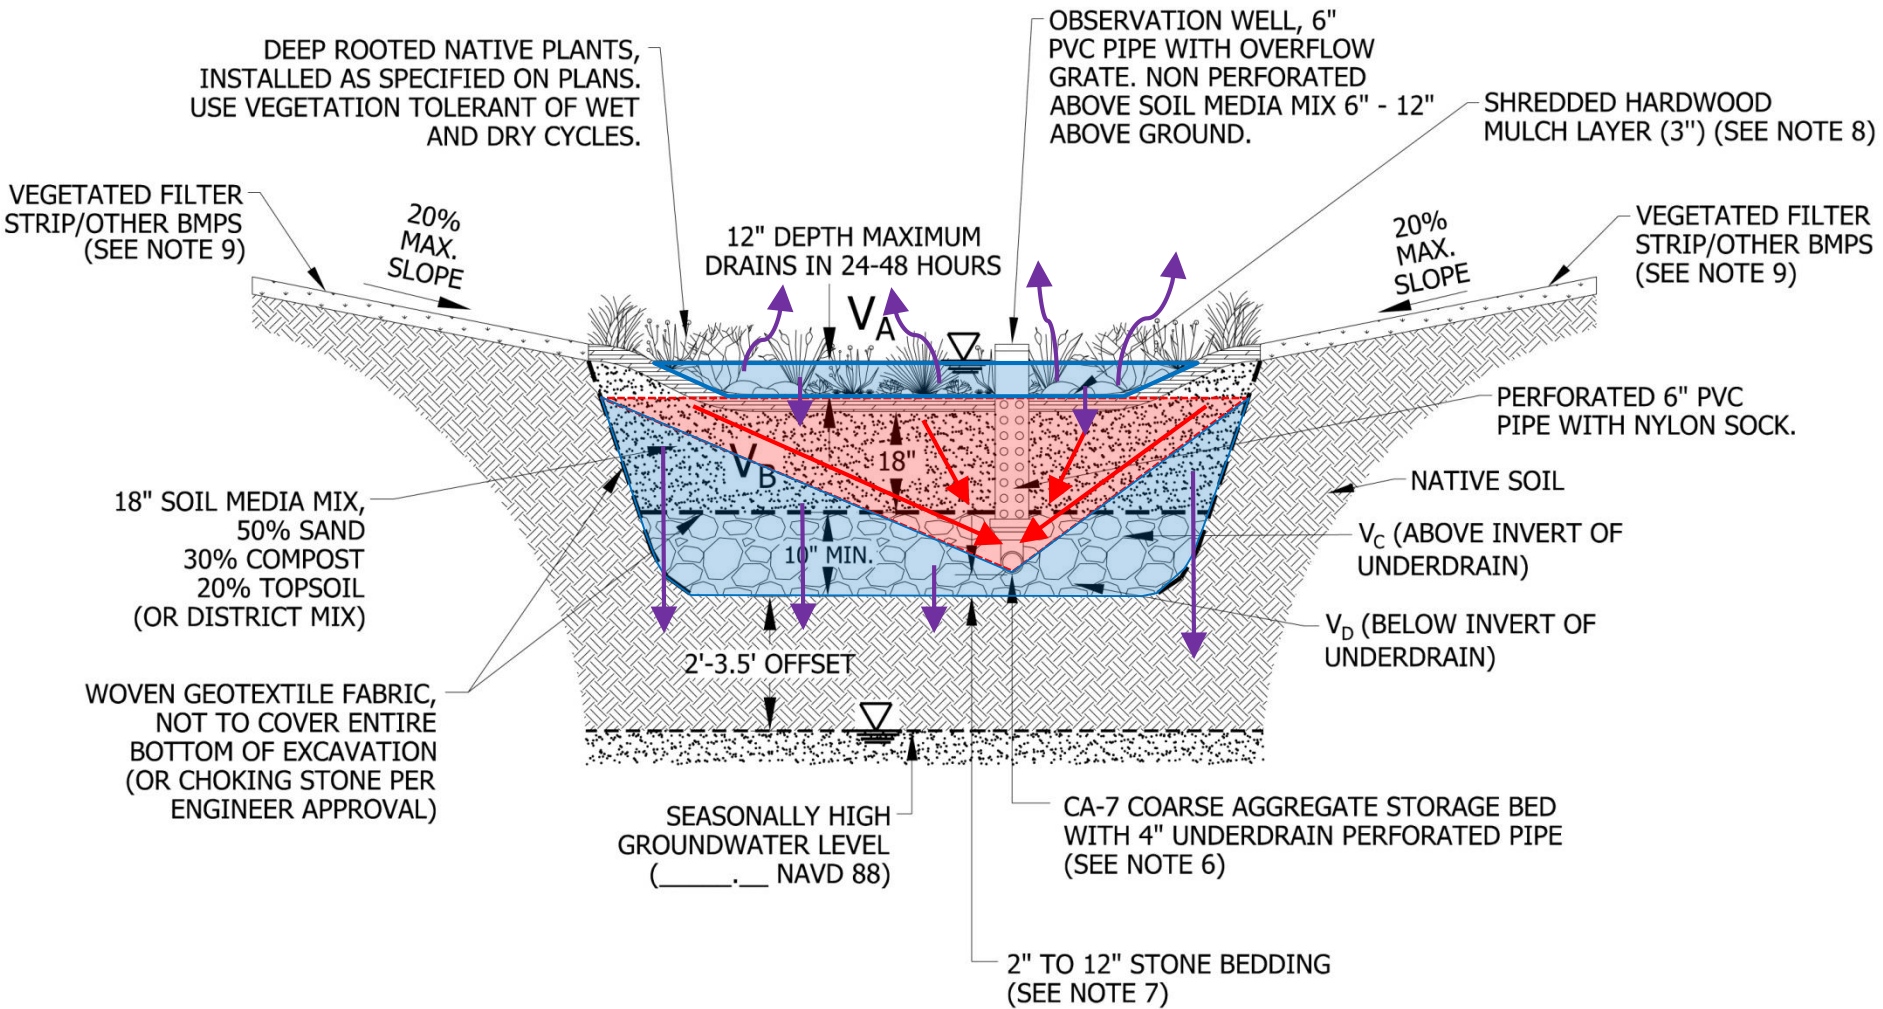 DEEP ROOTED NATIVE PLANTS,
INSTALLED AS SPECIFIED ON PLANS.
USE VEGETATION TOLERANT OF WET
AND DRY CYCLES.
OBSERVATION WELL, 6"
PVC PIPE WITH OVERFLOW
GRATE. NON PERFORATED
ABOVE SOIL MEDIA MIX 6" - 12"
ABOVE GROUND.
SHREDDED HARDWOOD
MULCH LAYER (3") (SEE NOTE 8)
VEGETATED FILTER
STRIP/OTHER BMPS
(SEE NOTE 9)
20%
MAX.
SLOPE
12" DEPTH MAXIMUM
DRAINS IN 24-48 HOURS
20%
MAX.
SLOPE
VEGETATED FILTER
STRIP/OTHER BMPS
(SEE NOTE 9)
VA
PERFORATED 6" PVC
PIPE WITH NYLON SOCK.
VB
18"
18" SOIL MEDIA MIX,
50% SAND
30% COMPOST
20% TOPSOIL
(OR DISTRICT MIX)
NATIVE SOIL
10" MIN.
VC (ABOVE INVERT OF
UNDERDRAIN)
VD (BELOW INVERT OF
UNDERDRAIN)
2'-3.5' OFFSET
WOVEN GEOTEXTILE FABRIC,
NOT TO COVER ENTIRE
BOTTOM OF EXCAVATION
(OR CHOKING STONE PER
ENGINEER APPROVAL)
SEASONALLY HIGH
GROUNDWATER LEVEL
(_____.__ NAVD 88)
CA-7 COARSE AGGREGATE STORAGE BED
WITH 4" UNDERDRAIN PERFORATED PIPE
(SEE NOTE 6)
2" TO 12" STONE BEDDING
(SEE NOTE 7)